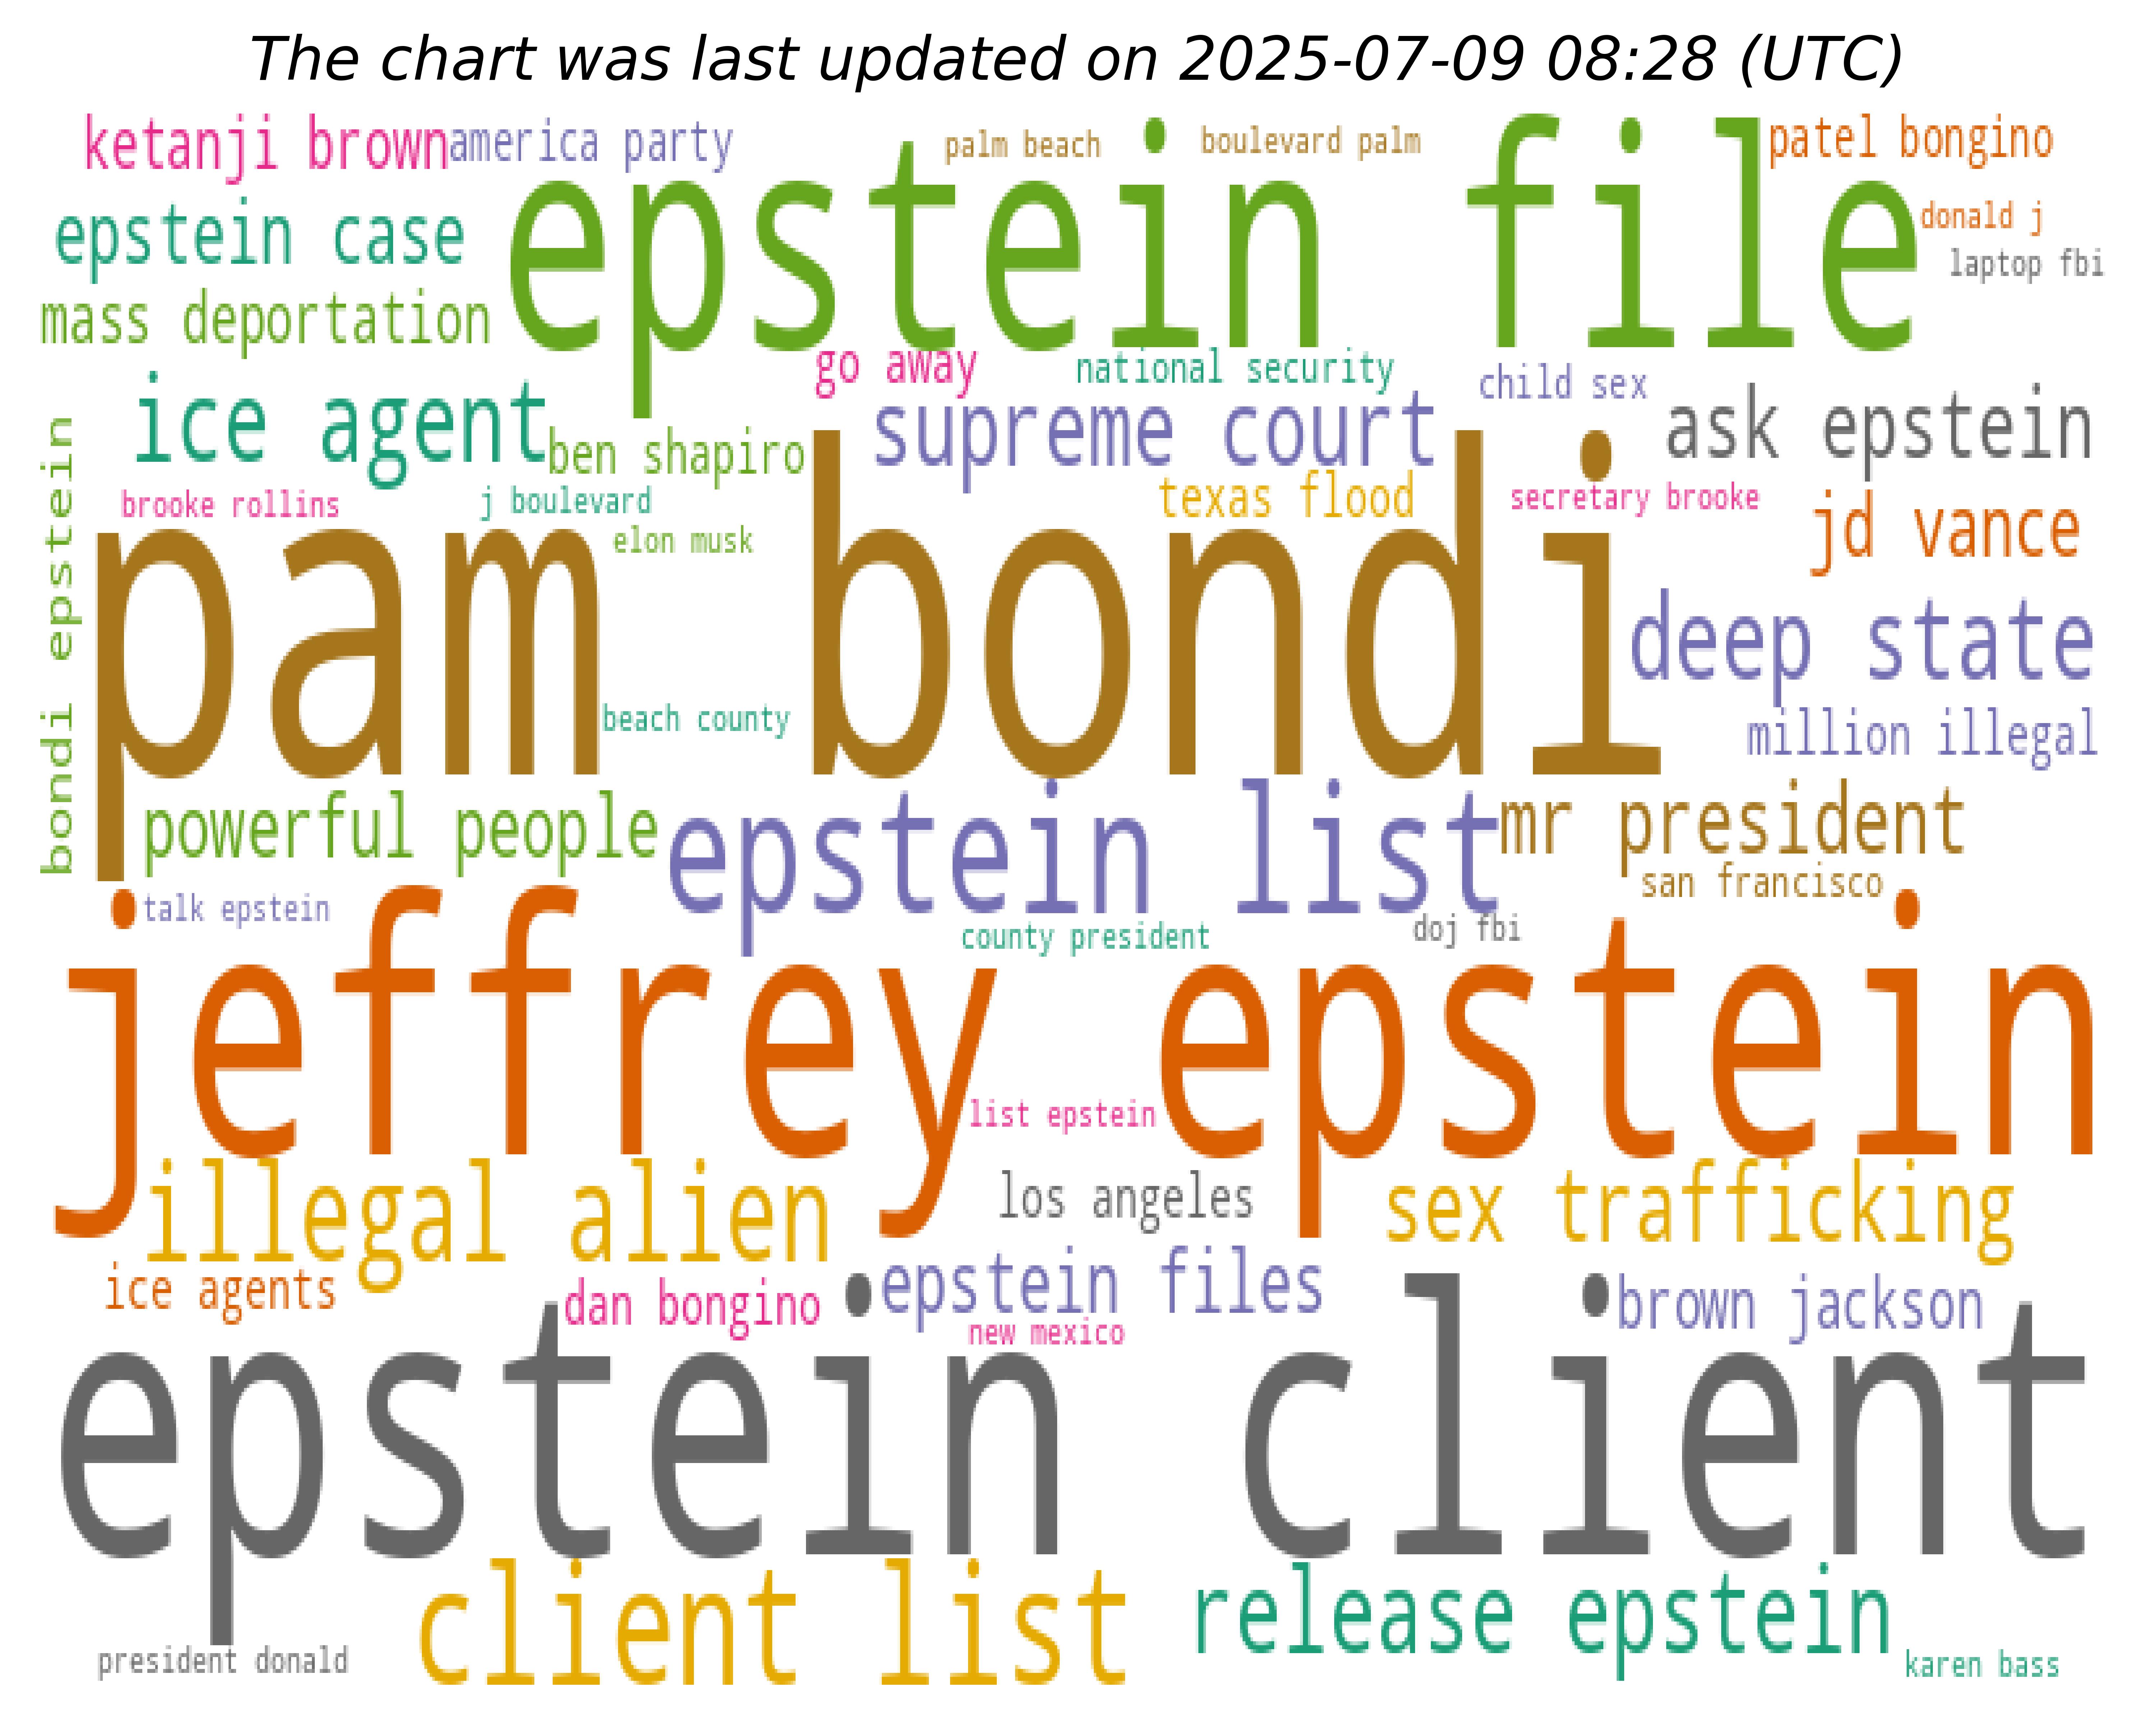 The chart was last updated on 2025-07-09 08:28 (UTC)
ketanji brown
america party
palm beach
boulevard palm
patel bongino
epstein file
epstein case
donald j
laptop fbi
mass deportation
go away
national security
child sex
ice agent
supreme court
ask epstein
ben shapiro
bondi epstein
brooke rollins
j boulevard
texas flood
secretary brooke
jd vance
elon musk
pam bondi
deep state
beach county
million illegal
powerful people
epstein list
mr president
san francisco
talk epstein
county president
doj fbi
jeffrey epstein
list epstein
illegal alien
los angeles
sex trafficking
ice agents
dan bongino
epstein files
brown jackson
new mexico
epstein client
client list
release epstein
president donald
karen bass